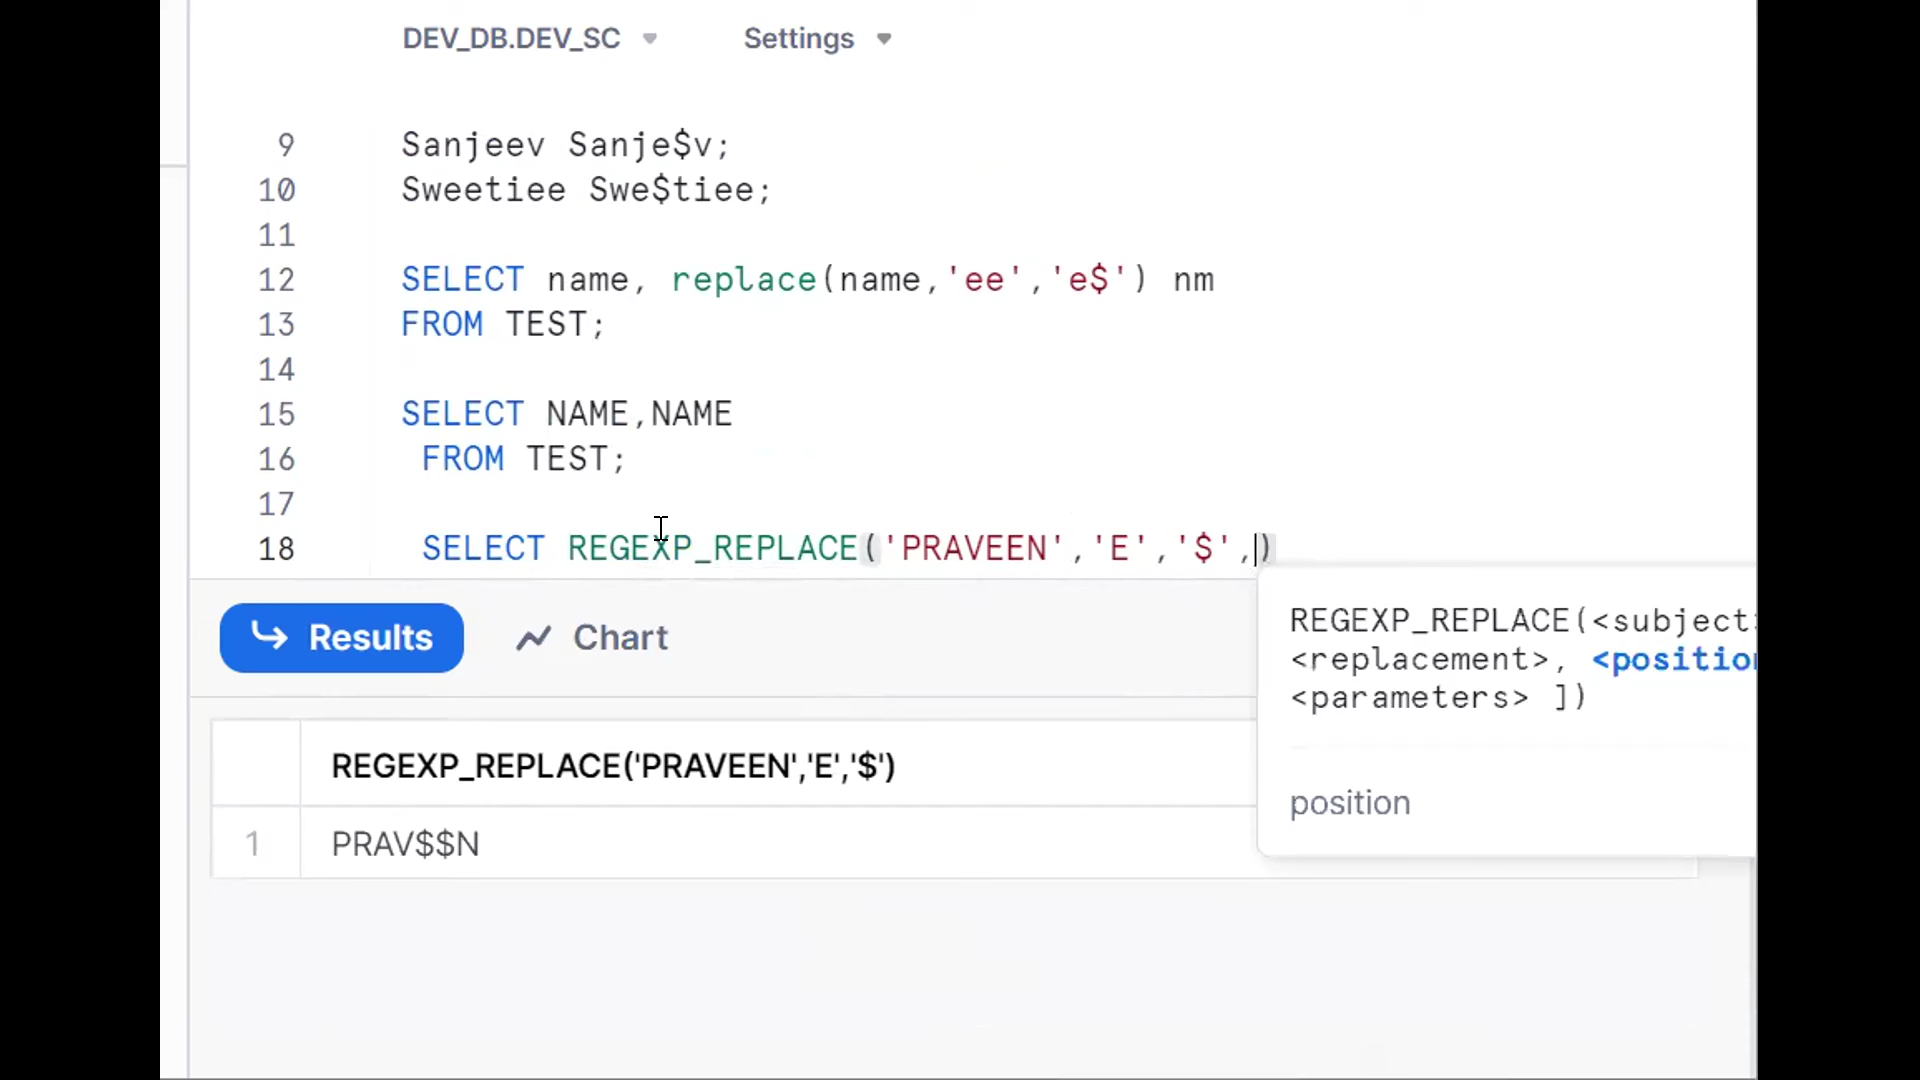 DEV_DB.DEV_SC Settings
9 Sanjeev Sanje$v;
10 Sweetiee Swe$tiee;
11
12 SELECT name, replace(name,'ee','e$') nm
13 FROM TEST;
14
15 SELECT NAME,NAME
16 FROM TEST;
17
18 SELECT REGEXP_REPLACE('PRAVEEN','E','$',)
REGEXP_REPLACE(<subject>
<replacement>, <position
<parameters> ])
position
Results Chart
REGEXP_REPLACE('PRAVEEN','E','$')
1 PRAV$$N